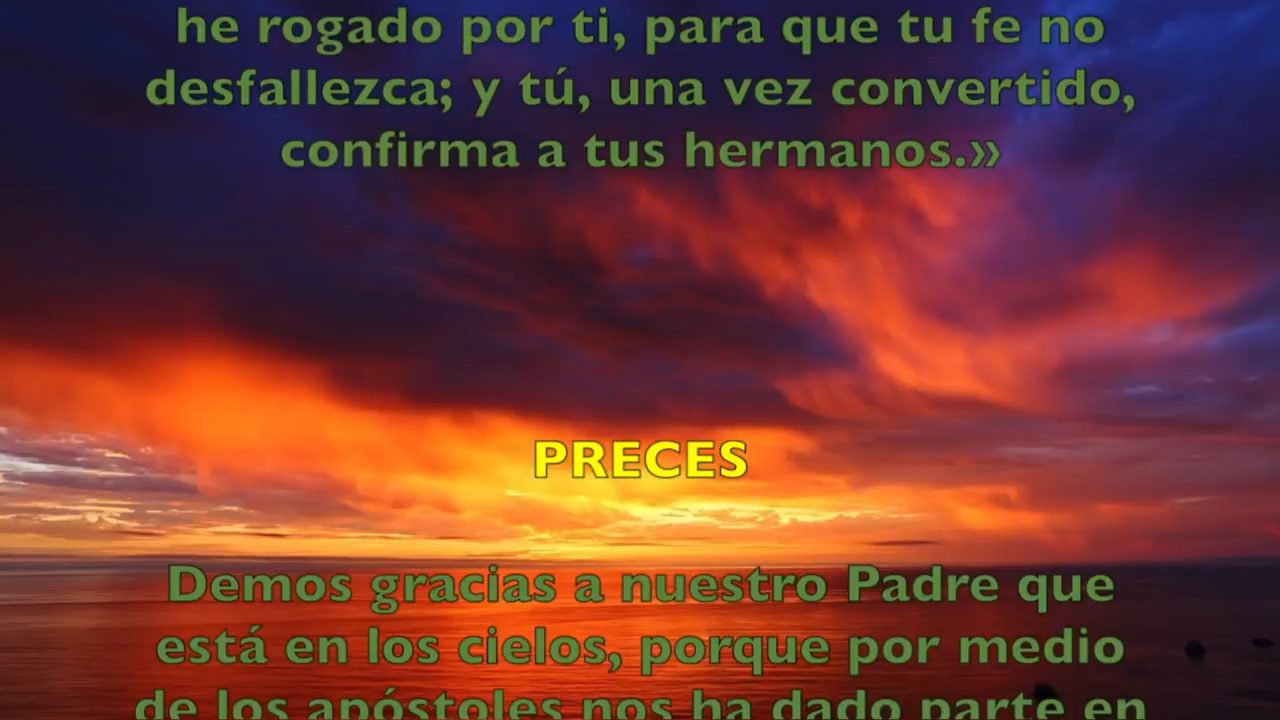 he rogado por ti, para que tu fe no
desfallezca; y tú, una vez convertido,
confirma a tus hermanos.»
PRECES
Demos gracias a nuestro Padre que
está en los cielos, porque por medio
de los apóstoles nos ha dado parte en